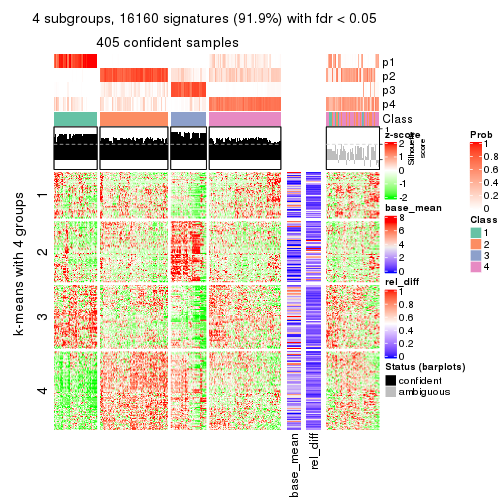 4 subgroups, 16160 signatures (91.9%) with fdr < 0.05
405 confident samples
p1
p2
p3
p4
Class
1
Silhouette
score
z-score
2
1
0
-1
-2
Prob
1
0.8
0.6
0.4
0.2
0
base_mean
8
6
4
2
0
Class
1
2
3
4
rel_diff
1
0.8
0.6
0.4
0.2
0
Status (barplots)
confident
ambiguous
k-means with 4 groups
1
2
3
4
base_mean
rel_diff